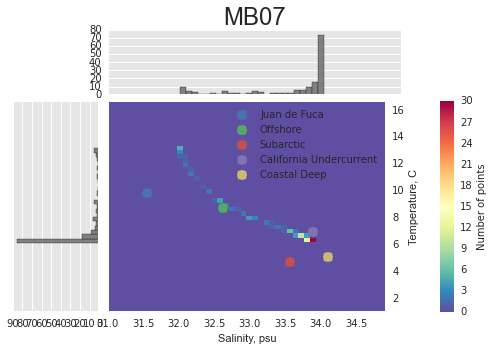 MB07
80
70
60
50
40
30
20
10
0
Juan de Fuca
Offshore
Subarctic
California Undercurrent
Coastal Deep
16
14
12
10
8
6
4
2
Temperature, C
30
27
24
21
18
15
12
9
6
3
0
Number of points
90 80 70 60 50 40 30 20 10 0
31.0 31.5 32.0 32.5 33.0 33.5 34.0 34.5
Salinity, psu